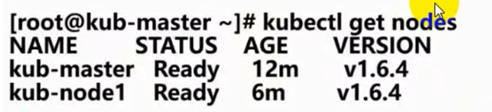 [root@kub-master ~]# kubectl get nodes
NAME STATUS AGE VERSION
kub-master Ready 12m v1.6.4
kub-node1 Ready 6m v1.6.4